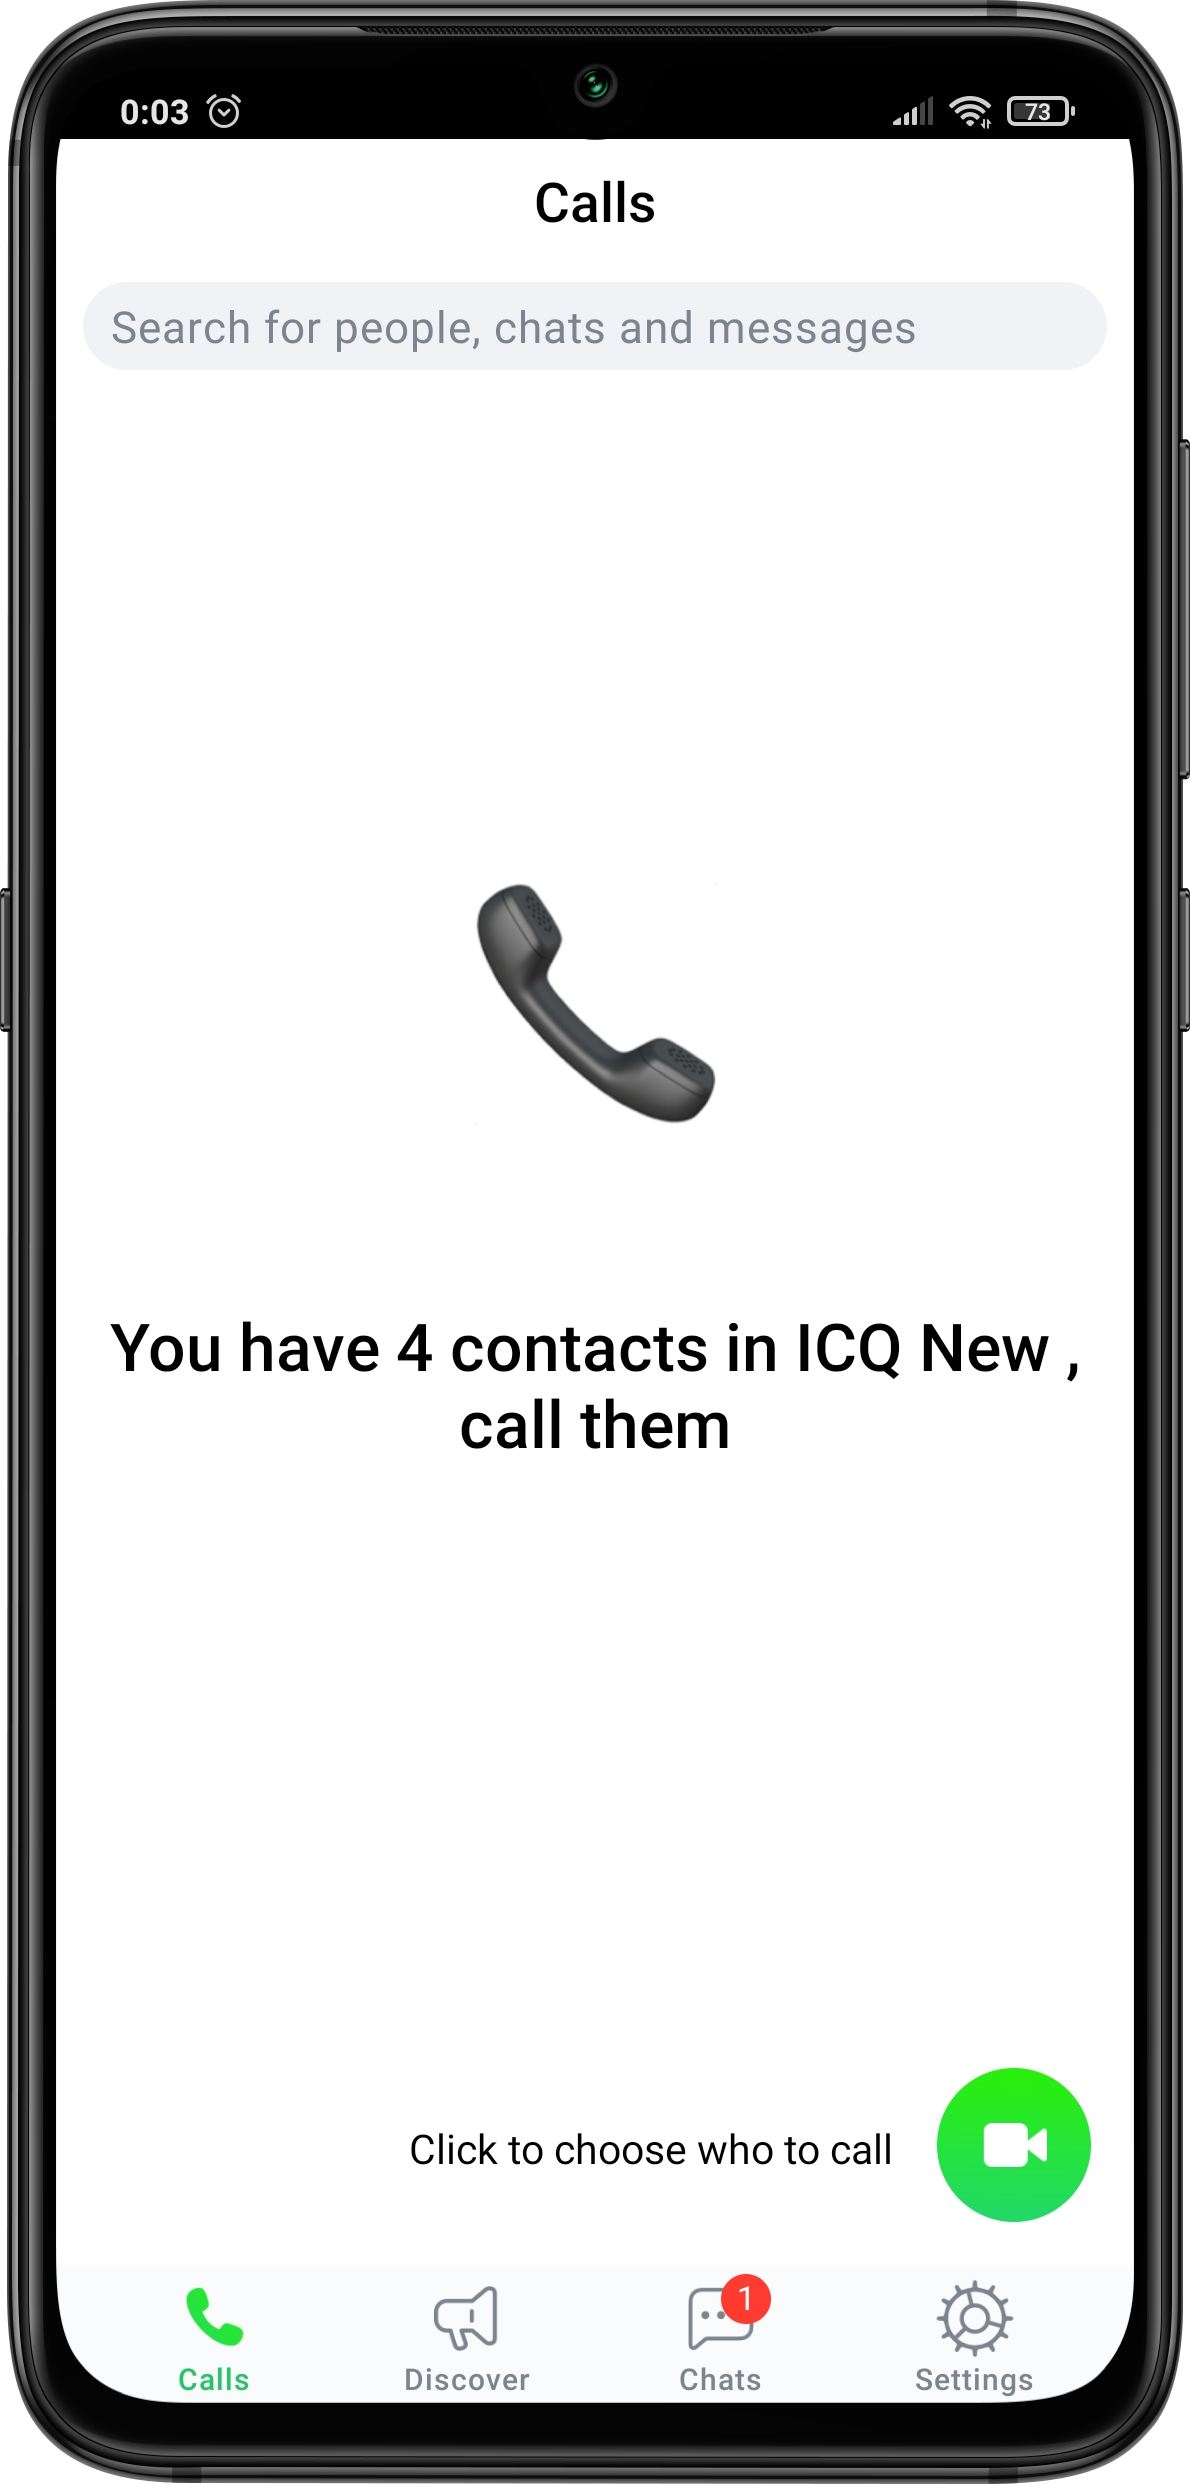 0:03
73
Calls
Search for people, chats and messages
You have 4 contacts in ICQ New ,
call them
Click to choose who to call
1
Calls
Discover
Chats
Settings